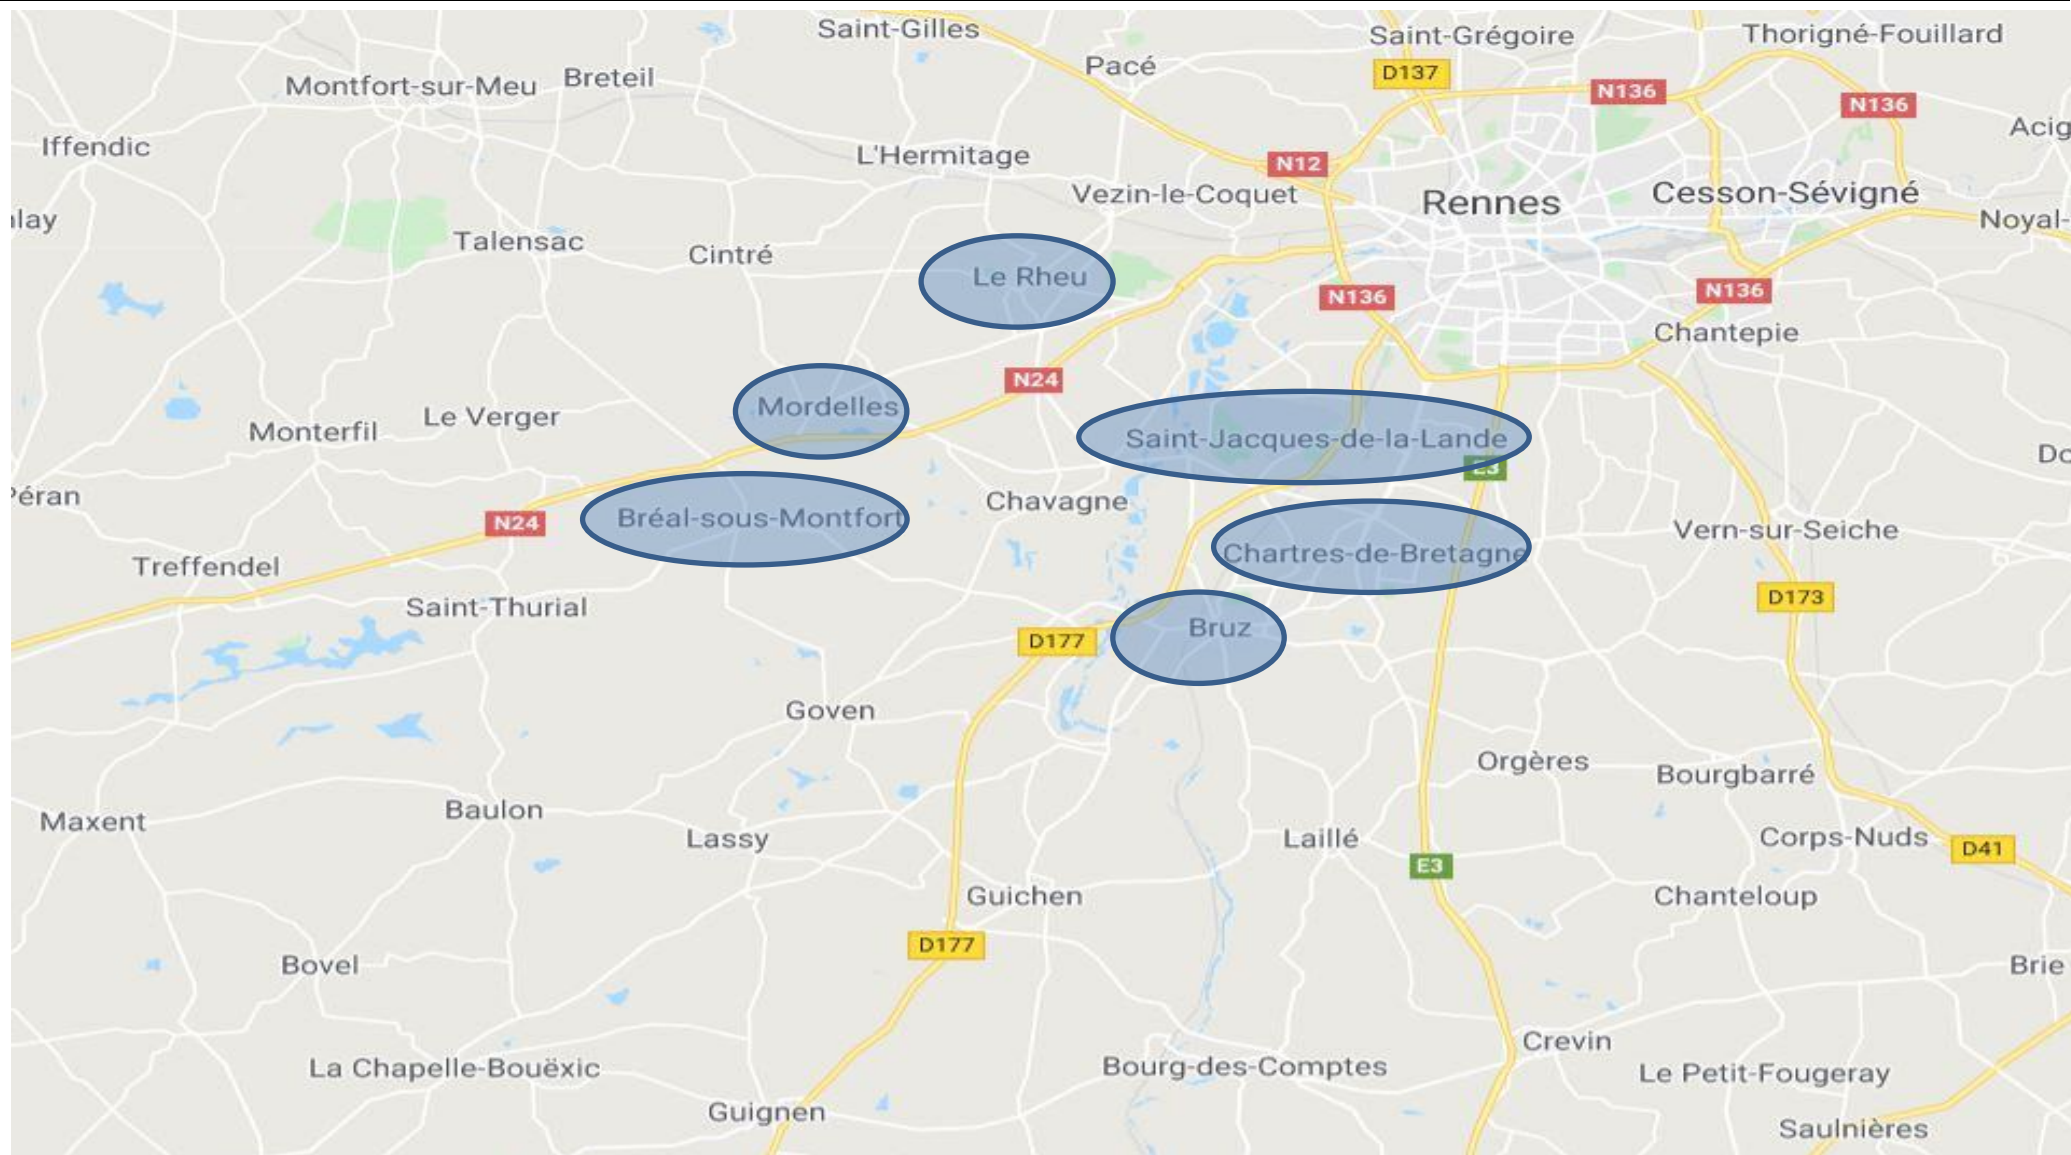 Saint-Gilles
Saint-Grégoire
Thorigné-Fouillard
Pacé
D137
Montfort-sur-Meu
Breteil
N136
N136
Iffendic
Acig
L'Hermitage
N12
Vezin-le-Coquet
Rennes
Cesson-Sévigné
lay
Noyal-
Talensac
Cintré
Le Rheu
N136
N136
Chantepie
N24
Mordelles
Le Verger
Monterfil
Saint-Jacques-de-la-Lande
Do
E3
Péran
Chavagne
Bréal-sous-Montfort
N24
Vern-sur-Seiche
Chartres-de-Bretagne
Treffendel
D173
Saint-Thurial
Bruz
D177
Goven
Orgères
Bourgbarré
Baulon
Maxent
Lassy
Laillé
Corps-Nuds
D41
E3
Guichen
Chanteloup
D177
Bovel
Brie
Crevin
La Chapelle-Bouëxic
Bourg-des-Comptes
Le Petit-Fougeray
Guignen
Saulnières